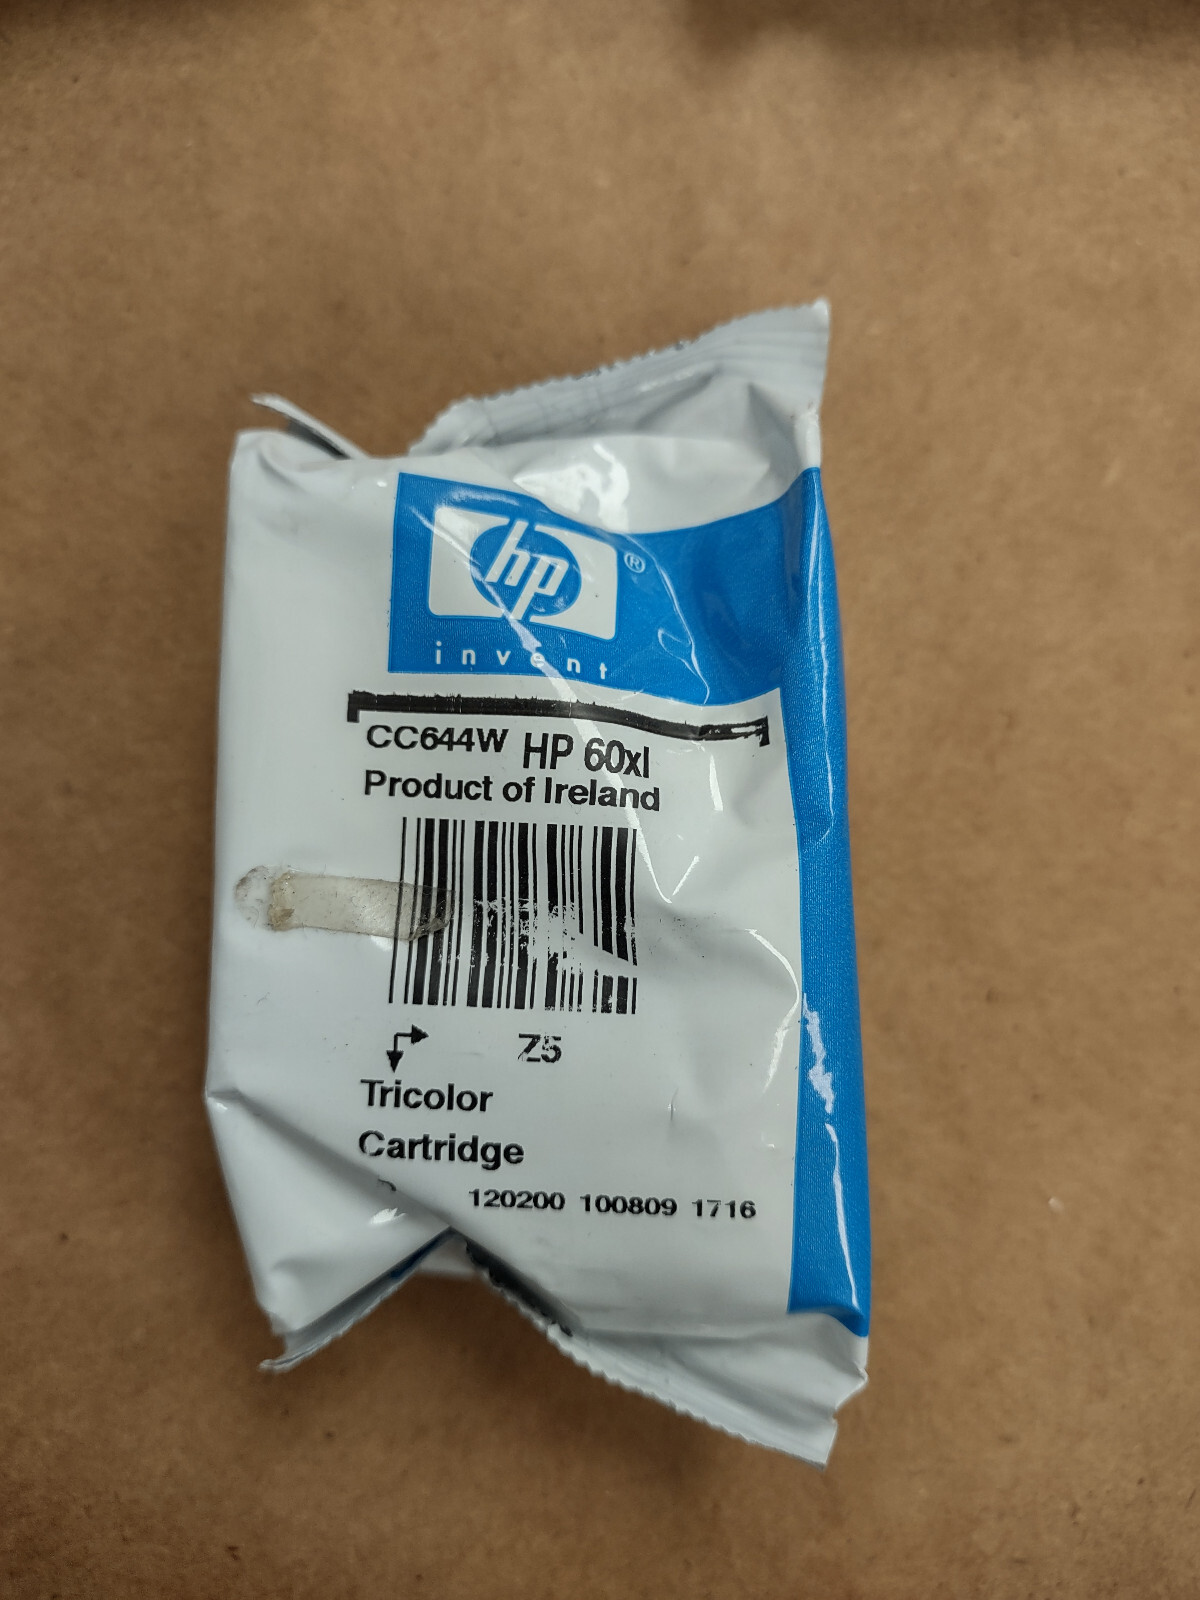 hp ®
invent
CC644W HP 60xl
Product of Ireland
Z5
Tricolor
Cartridge
120200 100809 1716